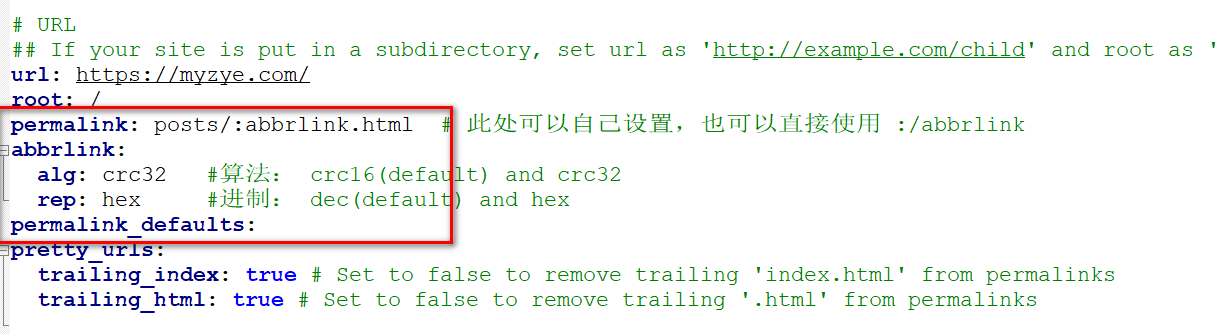 # URL
## If your site is put in a subdirectory, set url as 'http://example.com/child' and root as '
url: https://myzye.com/
root: /
permalink: posts/:abbrlink.html  # 此处可以自己设置，也可以直接使用 :/abbrlink
abbrlink:
  alg: crc32   #算法： crc16(default) and crc32
  rep: hex     #进制： dec(default) and hex
permalink_defaults:
pretty_urls:
  trailing_index: true # Set to false to remove trailing 'index.html' from permalinks
  trailing_html: true # Set to false to remove trailing '.html' from permalinks